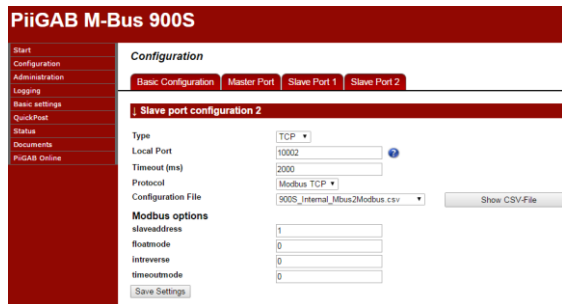 PiiGAB M-Bus 900S
Start
Configuration
Administration
Logging
Basic settings
QuickPost
Status
Documents
PiiGAB Online
Configuration
Basic Configuration Master Port Slave Port 1 Slave Port 2
↓ Slave port configuration 2
Type TCP
Local Port 10002 ?
Timeout (ms) 2000
Protocol Modbus TCP
Configuration File 900S_Internal_Mbus2Modbus.csv Show CSV-File
Modbus options
slaveaddress 1
floatmode 0
intreverse 0
timeoutmode 0
Save Settings